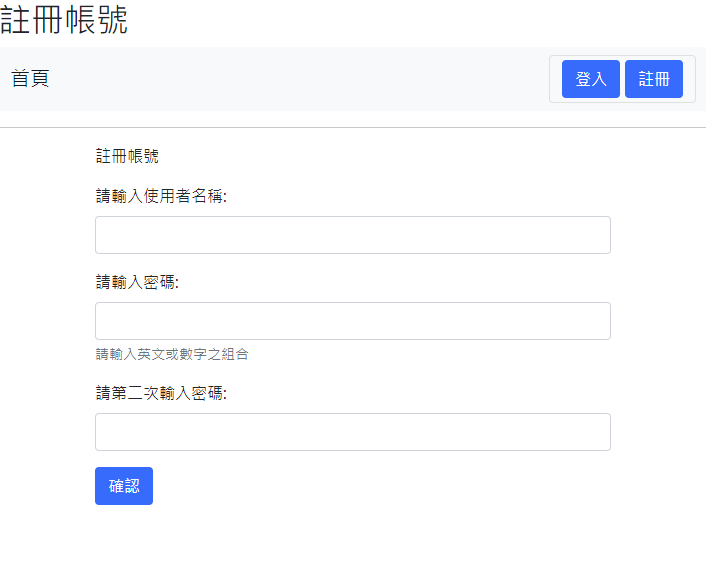 註冊帳號
首頁
登入 註冊
註冊帳號
請輸入使用者名稱:
請輸入密碼:
請輸入英文或數字之組合
請第二次輸入密碼:
確認